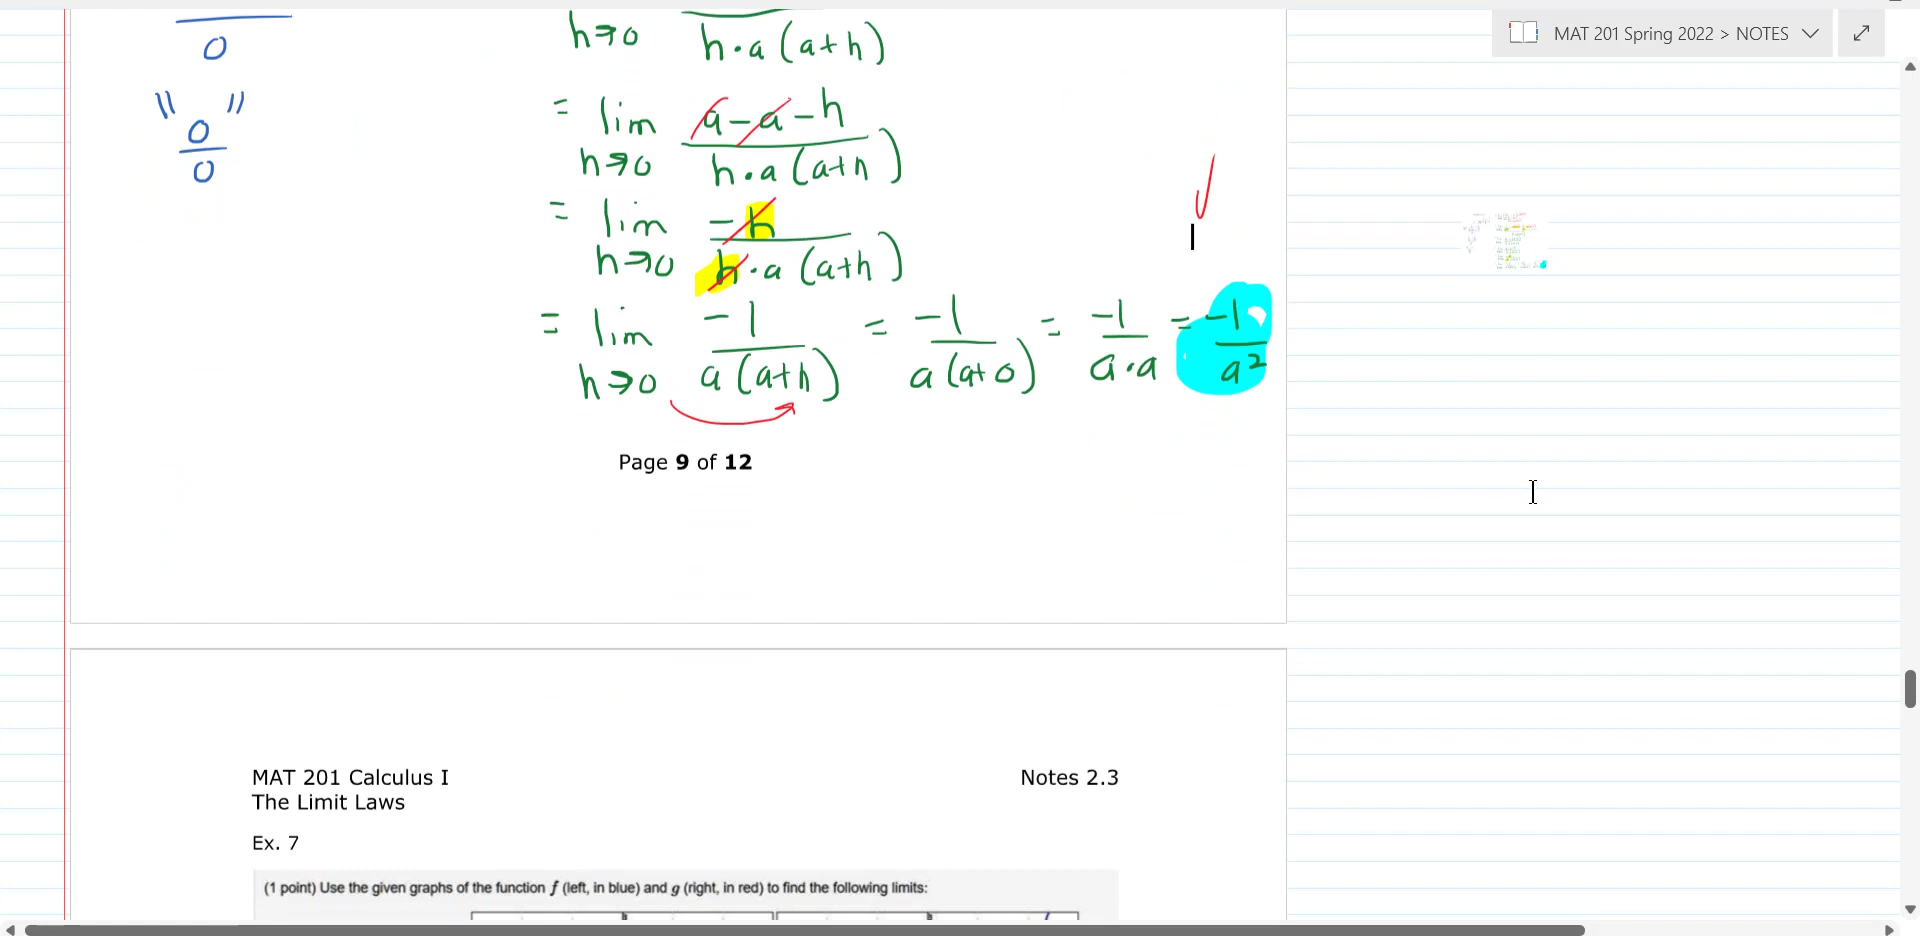 MAT 201 Spring 2022 > NOTES
0
h→0 h·a(a+h)
" 0/0 "
= lim h→0 (a-a-h)/(h·a(a+h))
= lim h→0 -h/(h·a(a+h))
= lim h→0 -1/(a(a+h)) = -1/(a(a+0)) = -1/(a·a) = -1/a²
Page 9 of 12
MAT 201 Calculus I Notes 2.3
The Limit Laws
Ex. 7
(1 point) Use the given graphs of the function f (left, in blue) and g (right, in red) to find the following limits: